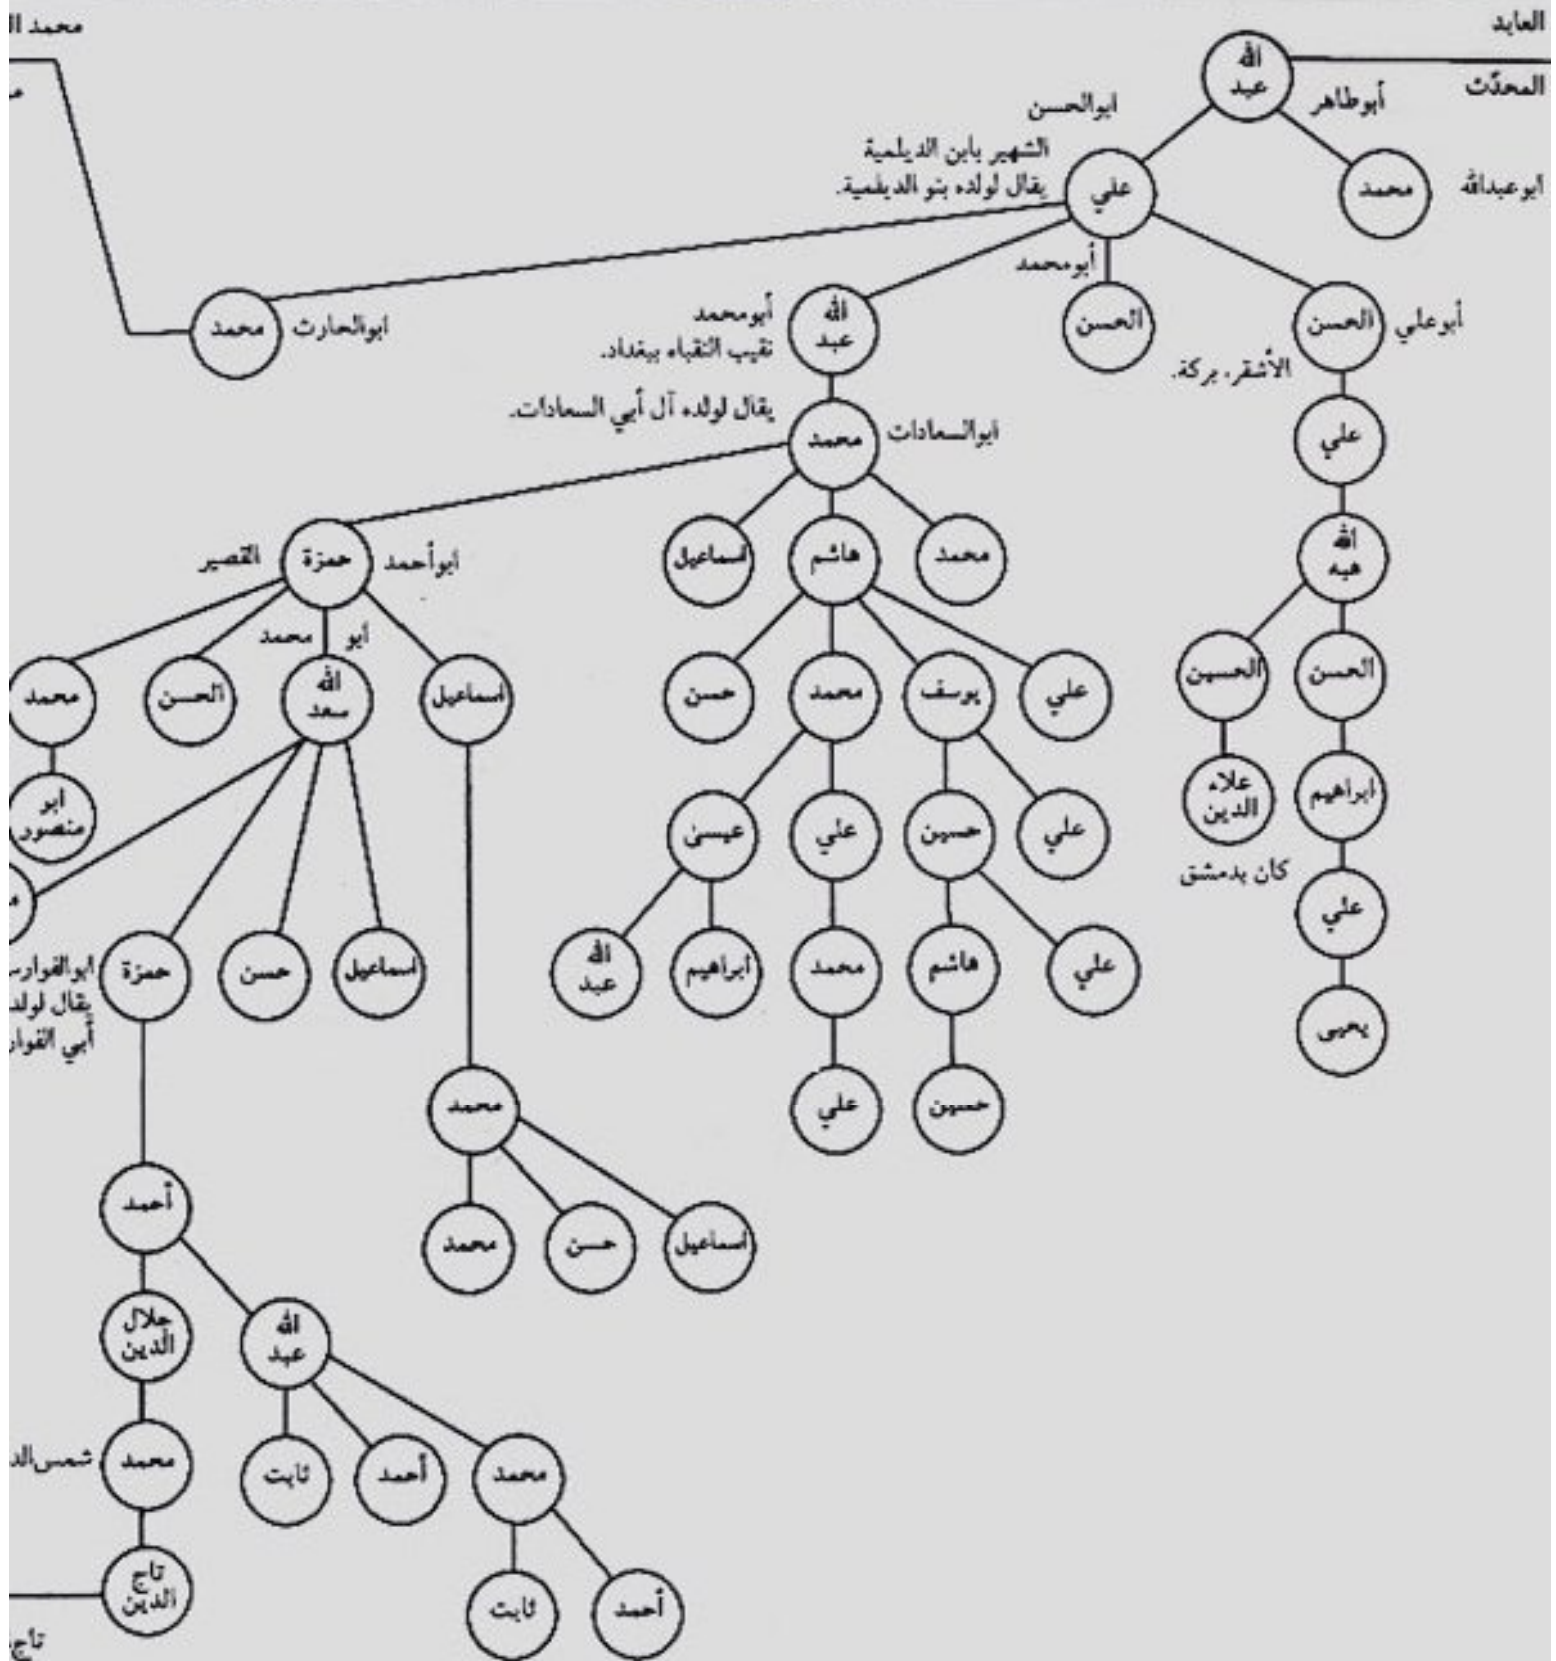 العابد
محمد
الله
عبد
المحدّث
أبوطاهر
ابوالحسن
الشهير بابن الديلمية
يقال لولده بنو الديلمية.
علي
محمد
ابوعبدالله
أبومحمد
محمد
ابوالحارث
أبومحمد
نقيب النقباء ببغداد.
الله
عبد
الحسن
الحسن
أبوعلي
الأشقر، بركة.
يقال لولده آل أبي السعادات.
محمد
ابوالسعادات
علي
القصير
حمزة
ابوأحمد
اسماعيل
هاشم
محمد
الله
هبه
ابو
محمد
محمد
الحسن
الله
سعد
اسماعيل
حسن
محمد
يوسف
علي
الحسين
الحسن
ابو
منصور
عيسى
علي
حسين
علي
علاء
الدين
ابراهيم
كان بدمشق
علي
ابوالفوارس
يقال لولد
أبي الفوار
حمزة
حسن
اسماعيل
الله
عبد
ابراهيم
محمد
هاشم
علي
يحيى
محمد
علي
حسين
أحمد
محمد
حسن
اسماعيل
جلال
الدين
الله
عبد
شمس‌الد
محمد
ثابت
أحمد
محمد
تاج
الدين
ثابت
أحمد
تاج